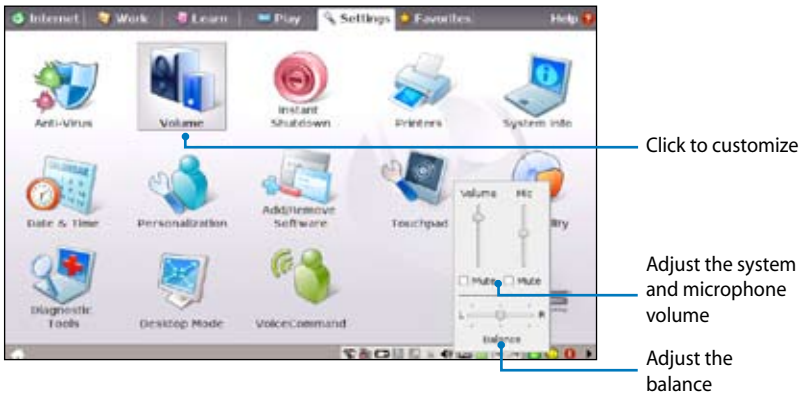 Internet Work Learn Play Settings Favorites Help
Anti-Virus Volume Instant Shutdown Printers System Info
Click to customize
Date & Time Personalization Add/Remove Software Touchpad
Volume Mic
Mute Mute
L R
Balance
Adjust the system
and microphone
volume
Diagnostic Tools Desktop Mode VoiceCommand
Adjust the
balance